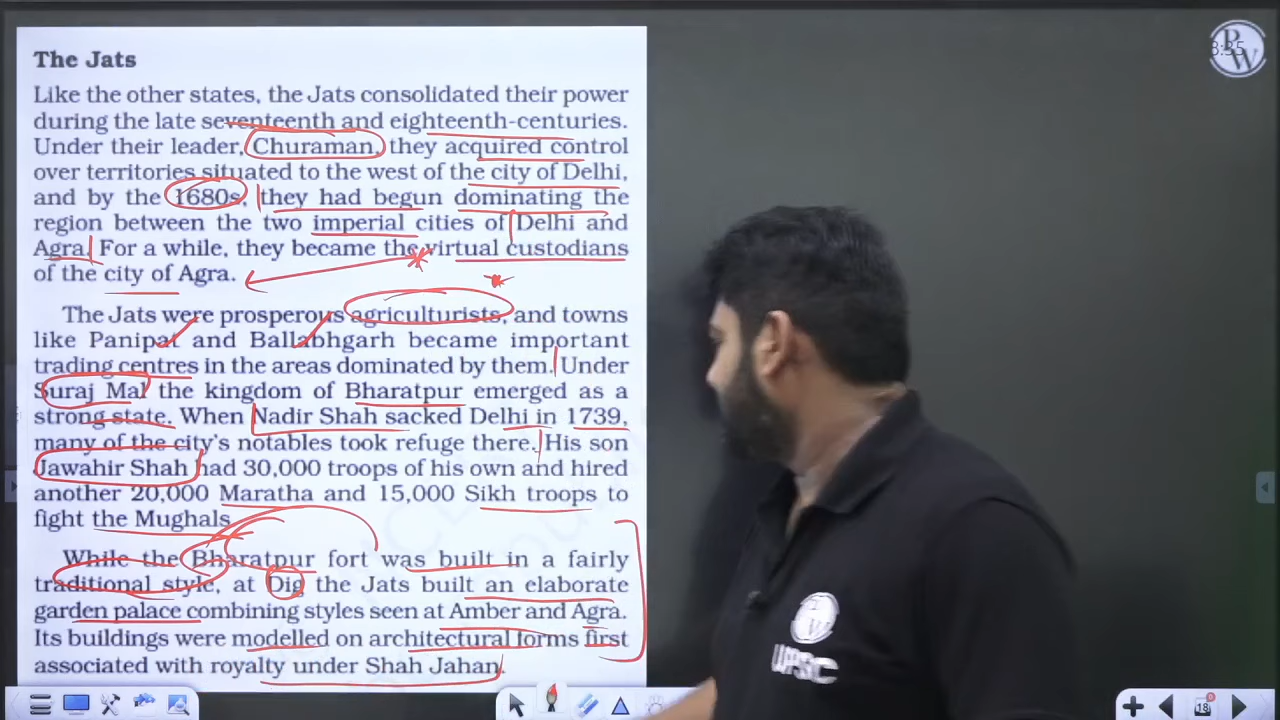 The Jats
Like the other states, the Jats consolidated their power
during the late seventeenth and eighteenth-centuries.
Under their leader, Churaman, they acquired control
over territories situated to the west of the city of Delhi,
and by the 1680s, they had begun dominating the
region between the two imperial cities of Delhi and
Agra. For a while, they became the virtual custodians
of the city of Agra.
The Jats were prosperous agriculturists, and towns
like Panipat and Ballabhgarh became important
trading centres in the areas dominated by them. Under
Suraj Mal the kingdom of Bharatpur emerged as a
strong state. When Nadir Shah sacked Delhi in 1739,
many of the city's notables took refuge there. His son
Jawahir Shah had 30,000 troops of his own and hired
another 20,000 Maratha and 15,000 Sikh troops to
fight the Mughals.
While the Bharatpur fort was built in a fairly
traditional style, at Dig the Jats built an elaborate
garden palace combining styles seen at Amber and Agra.
Its buildings were modelled on architectural forms first
associated with royalty under Shah Jahan.
PW
UPSC
18